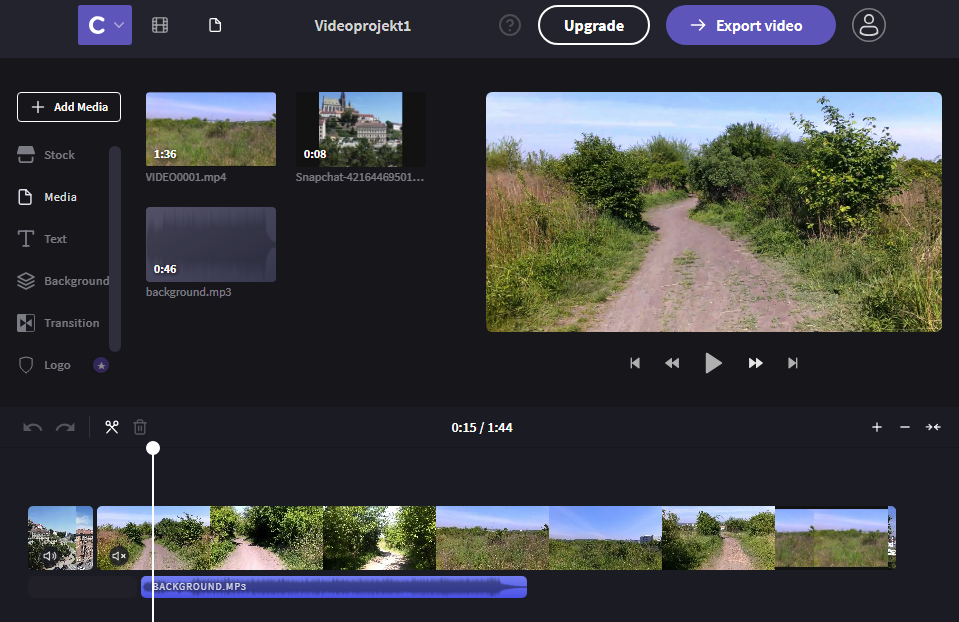 C
Videoprojekt1
?
Upgrade
Export video
Add Media
Stock
Media
Text
Background
Transition
Logo
1:36
VIDEO0001.mp4
0:08
Snapchat-42164469501...
0:46
background.mp3
0:15 / 1:44
BACKGROUND.MP3